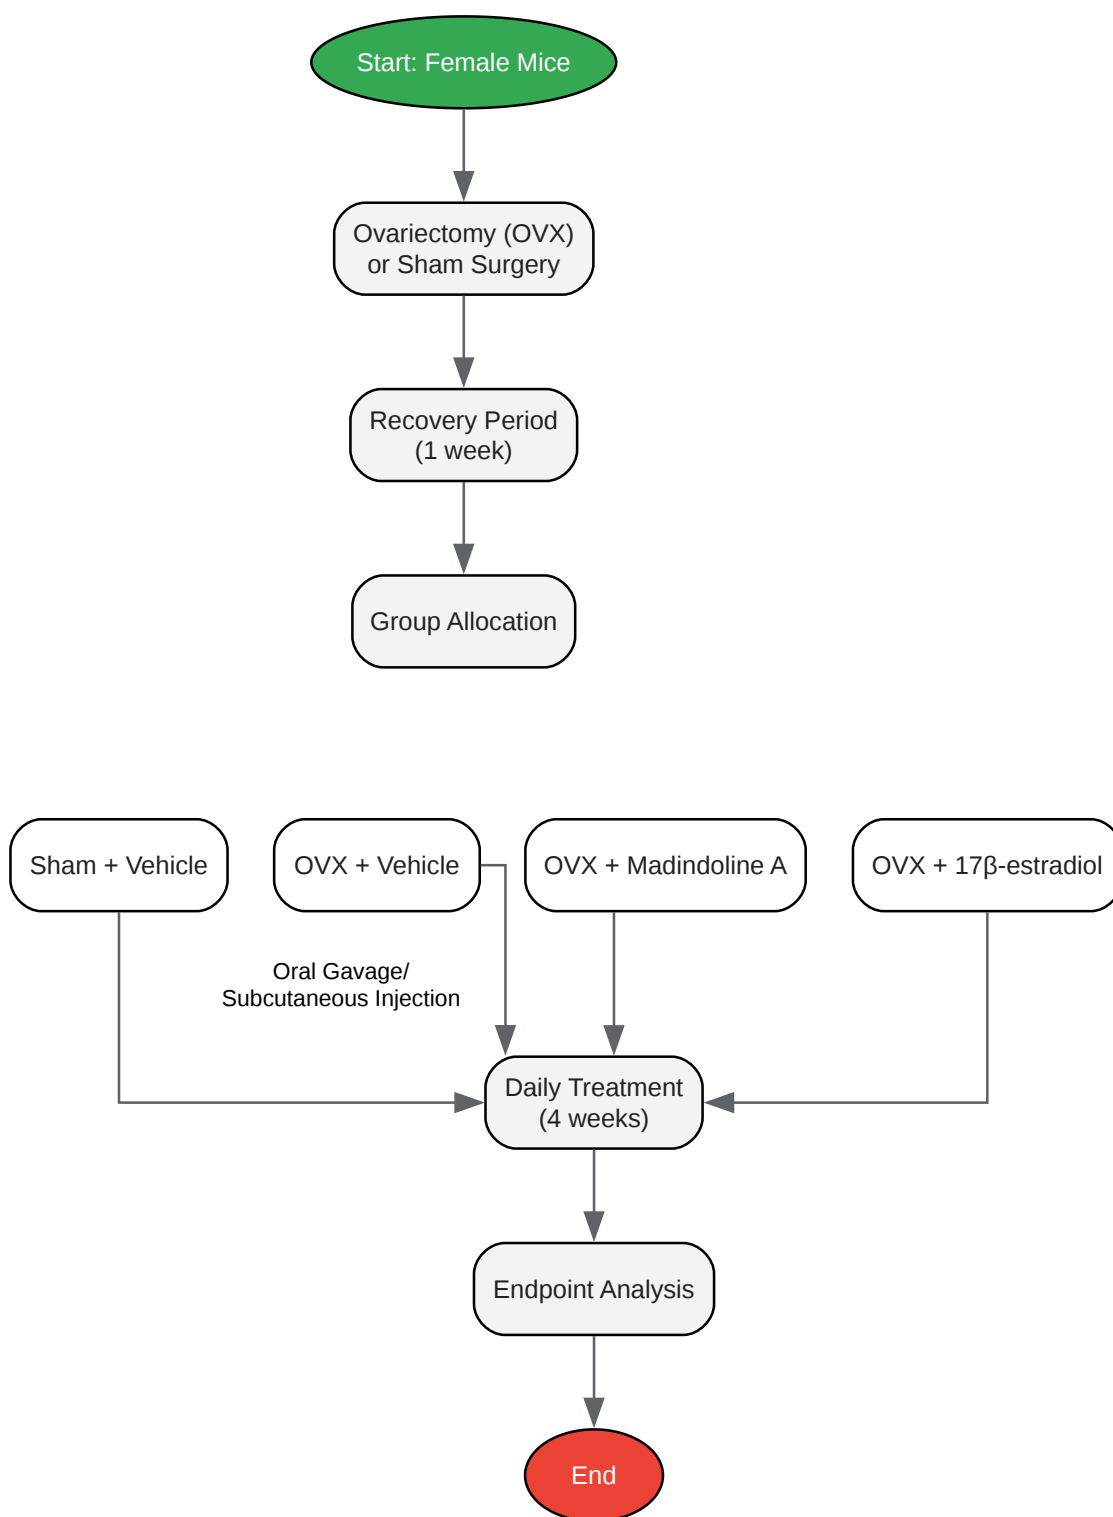 Start: Female Mice
Ovariectomy (OVX)
or Sham Surgery
Recovery Period
(1 week)
Group Allocation
Sham + Vehicle
OVX + Vehicle
OVX + Madindoline A
OVX + 17β-estradiol
Oral Gavage/
Subcutaneous Injection
Daily Treatment
(4 weeks)
Endpoint Analysis
End